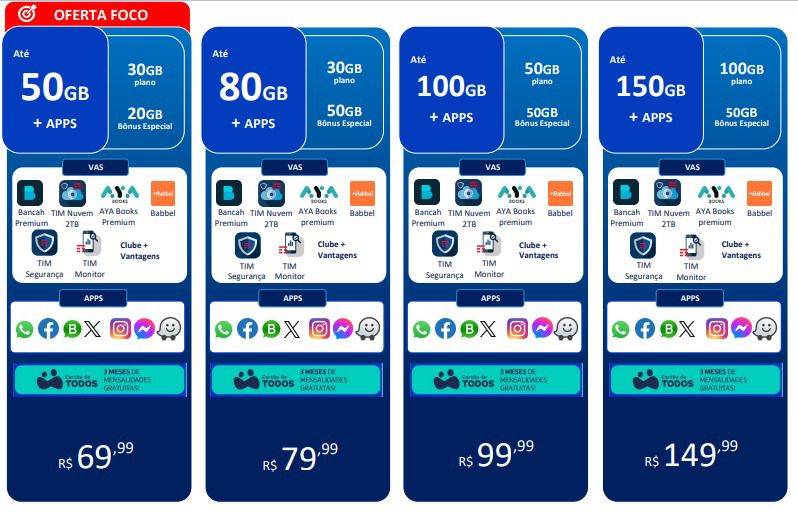 OFERTA FOCO
Até
50GB
+ APPS
30GB
plano
20GB
Bônus Especial
VAS
Bancah
Premium
TIM Nuvem
2TB
AYA
BOOKS
AYA Books
premium
+Babbel
Babbel
TIM
Segurança
TIM
Monitor
Clube +
Vantagens
APPS
Cartão de
TODOS
3 MESES DE
MENSALIDADES
GRATUITAS!
R$ 69,99
Até
80GB
+ APPS
30GB
plano
50GB
Bônus Especial
VAS
Bancah
Premium
TIM Nuvem
2TB
AYA
BOOKS
AYA Books
premium
+Babbel
Babbel
TIM
Segurança
TIM
Monitor
Clube +
Vantagens
APPS
Cartão de
TODOS
3 MESES DE
MENSALIDADES
GRATUITAS!
R$ 79,99
Até
100GB
+ APPS
50GB
plano
50GB
Bônus Especial
VAS
Bancah
Premium
TIM Nuvem
2TB
AYA
BOOKS
AYA Books
premium
+Babbel
Babbel
TIM
Segurança
TIM
Monitor
Clube +
Vantagens
APPS
Cartão de
TODOS
3 MESES DE
MENSALIDADES
GRATUITAS!
R$ 99,99
Até
150GB
+ APPS
100GB
plano
50GB
Bônus Especial
VAS
Bancah
Premium
TIM Nuvem
2TB
AYA
BOOKS
AYA Books
premium
+Babbel
Babbel
TIM
Segurança
TIM
Monitor
Clube +
Vantagens
APPS
Cartão de
TODOS
3 MESES DE
MENSALIDADES
GRATUITAS!
R$ 149,99